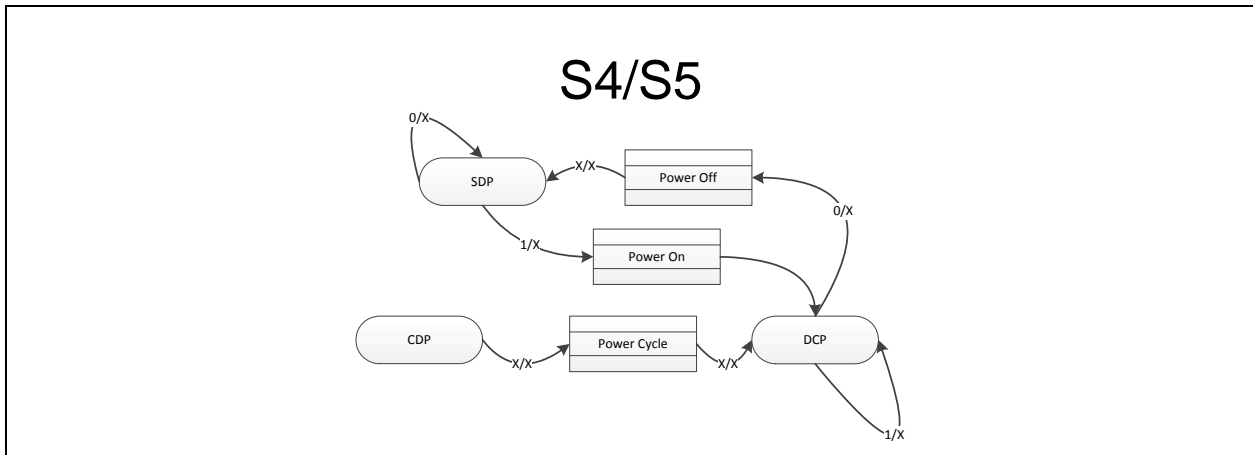 S4/S5
0/X
SDP
X/X
Power Off
0/X
1/X
Power On
CDP
X/X
Power Cycle
X/X
DCP
1/X